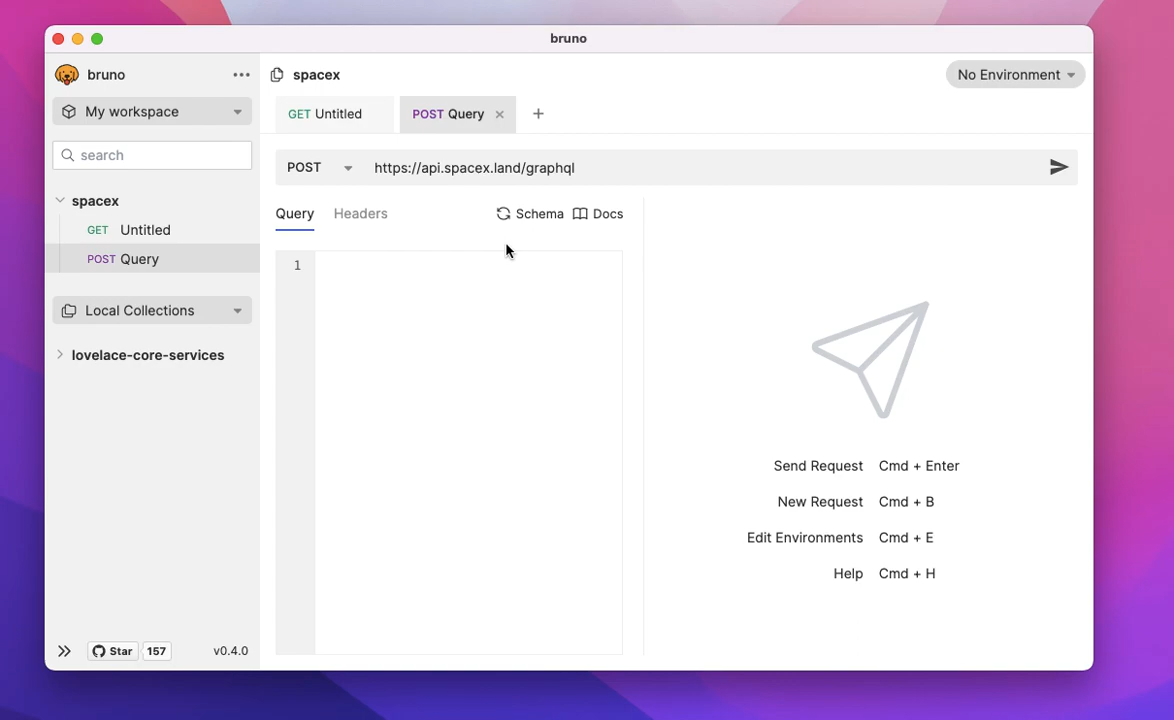 bruno
bruno
My workspace
search
spacex
GET Untitled
POST Query
Local Collections
lovelace-core-services
Star 157
v0.4.0
spacex
No Environment
GET Untitled
POST Query
POST
https://api.spacex.land/graphql
Query
Headers
Schema
Docs
1
Send Request Cmd + Enter
New Request Cmd + B
Edit Environments Cmd + E
Help Cmd + H